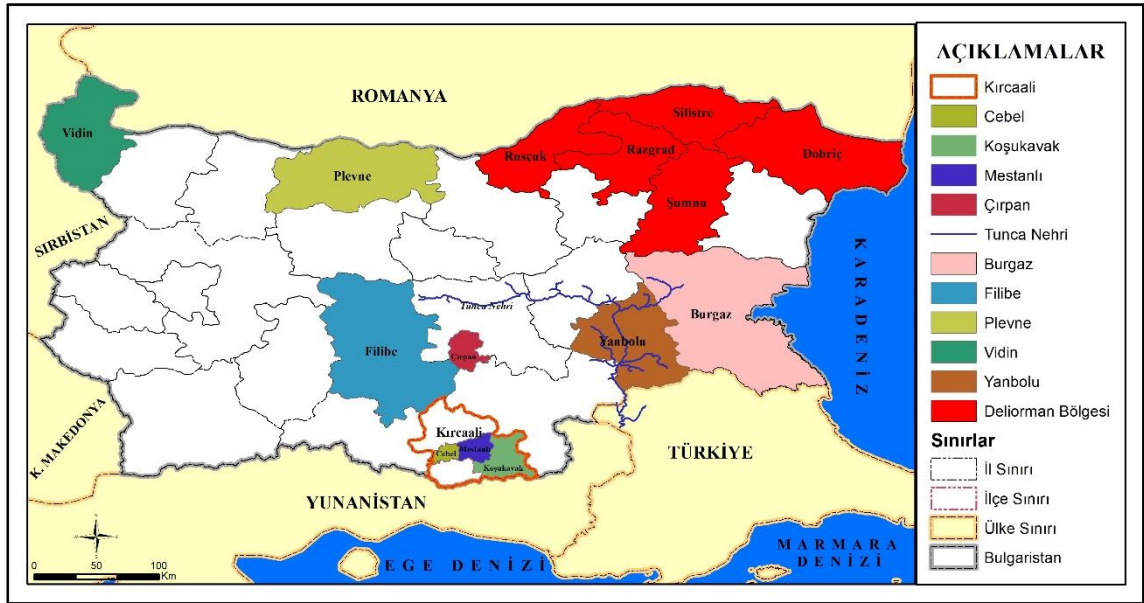 ROMANYA
Vidin
Plevne
Rusçuk
Silistre
Razgrad
Dobriç
Şumnu
SIRBİSTAN
KARADENİZ
Tunca Nehri
Burgaz
Filibe
Çırpan
Yanbolu
K. MAKEDONYA
Kırcaali
Cebel
Mestanlı
Koşukavak
TÜRKİYE
YUNANİSTAN
EGE DENİZİ
MARMARA
DENİZİ
N
W
E
S
0 50 100
Km
AÇIKLAMALAR
Kırcaali
Cebel
Koşukavak
Mestanlı
Çırpan
Tunca Nehri
Burgaz
Filibe
Plevne
Vidin
Yanbolu
Deliorman Bölgesi
Sınırlar
İl Sınırı
İlçe Sınırı
Ülke Sınırı
Bulgaristan